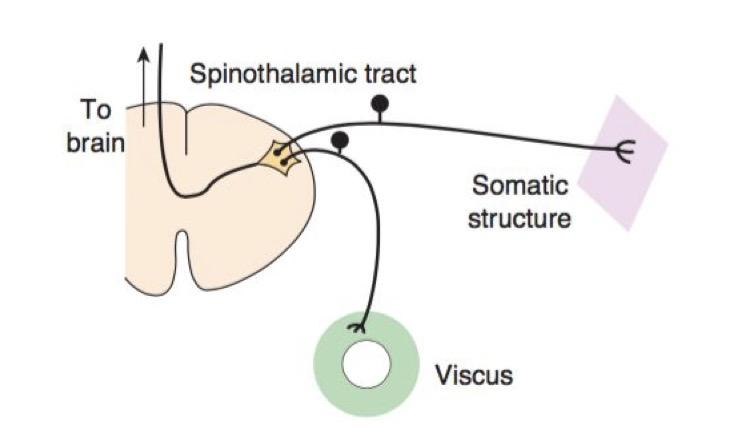 Spinothalamic tract
To
brain
Somatic
structure
Viscus